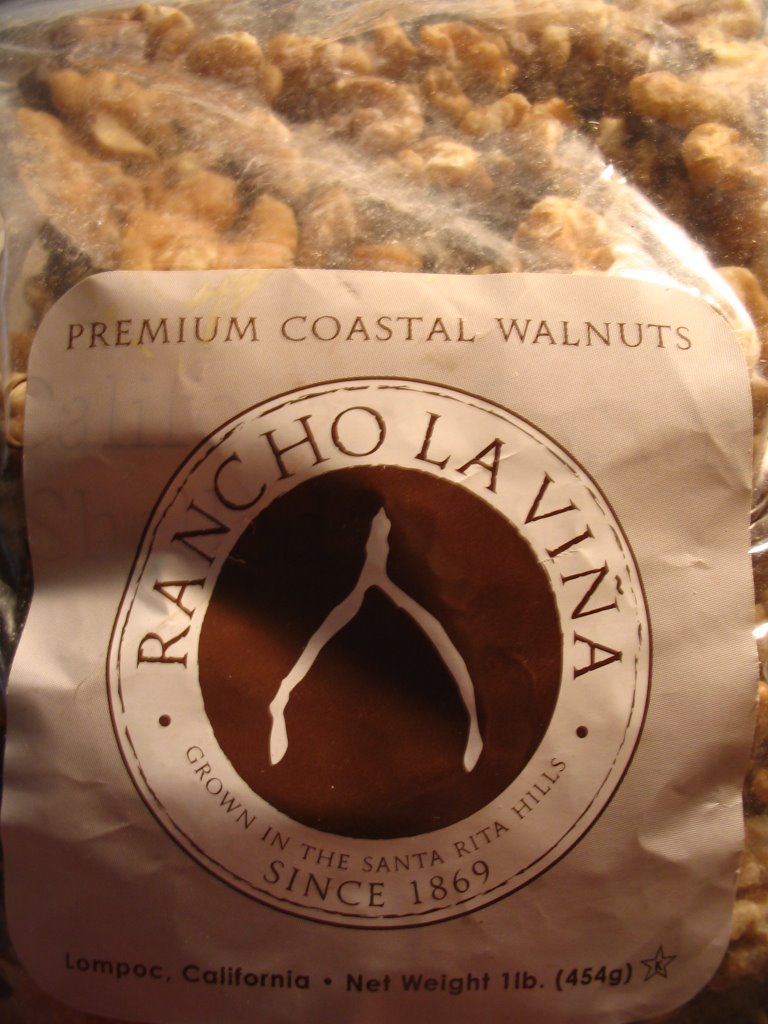 PREMIUM COASTAL WALNUTS
RANCHO LA VIÑA
GROWN IN THE SANTA RITA HILLS
SINCE 1869
Lompoc, California • Net Weight 1lb. (454g)